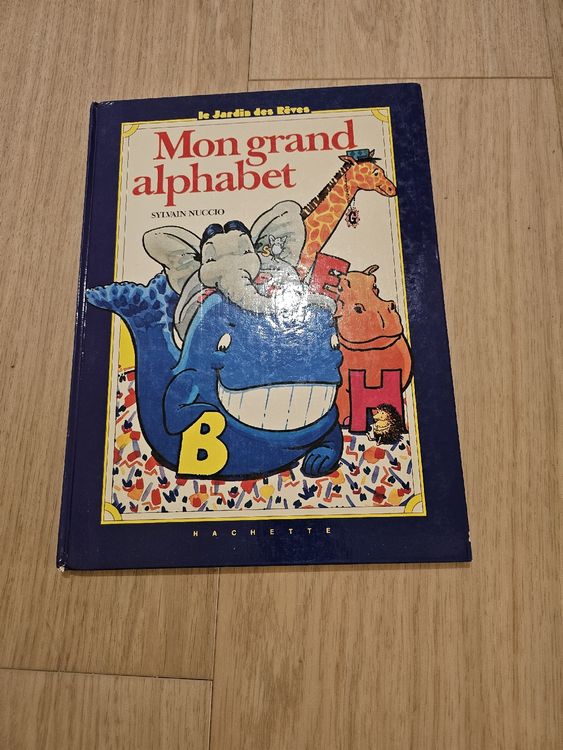 le Jardin des Rêves
Mon grand
alphabet
SYLVAIN NUCCIO
G
E
H
B
HACHETTE